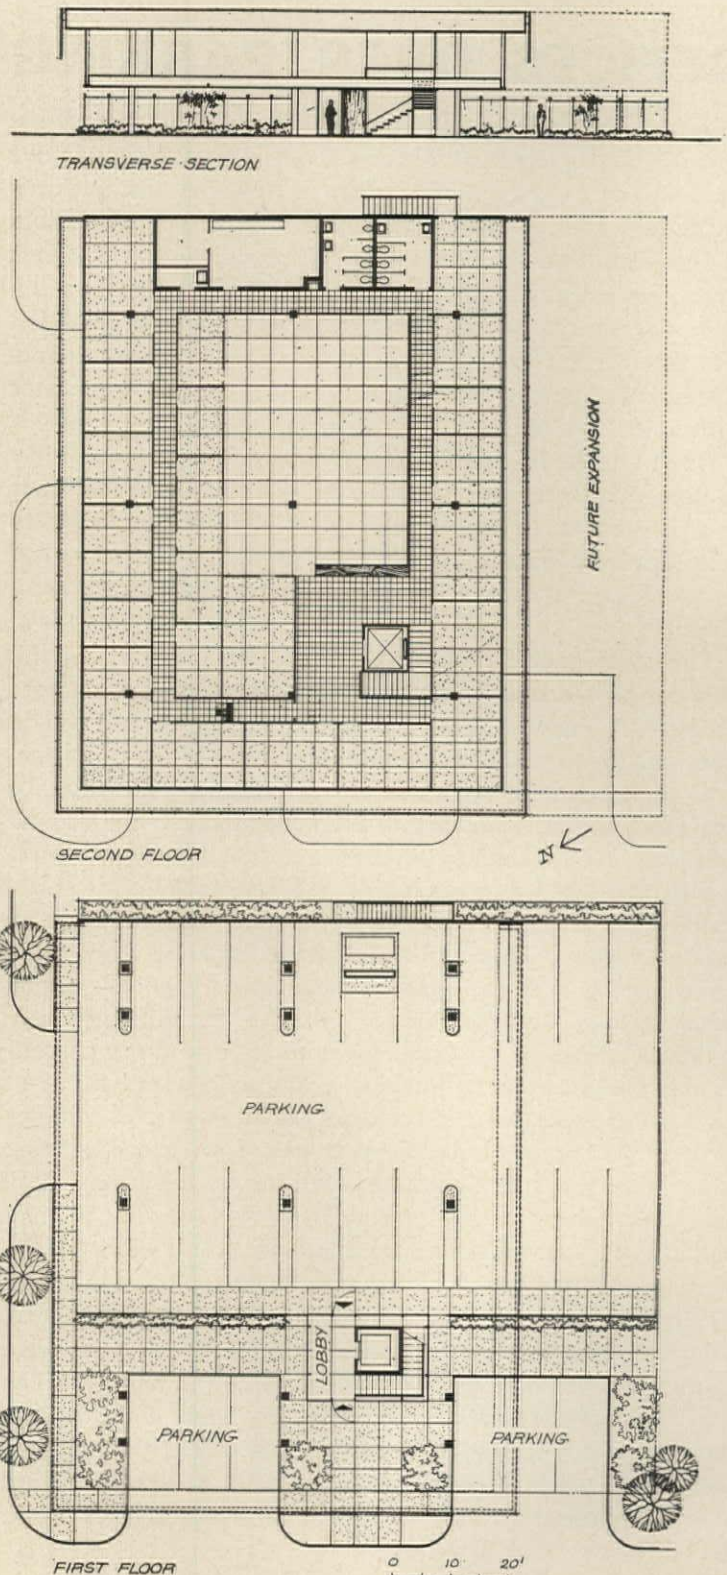 TRANSVERSE·SECTION
FUTURE EXPANSION
SECOND FLOOR
N
PARKING
LOBBY
PARKING
PARKING
FIRST FLOOR
0 10 20'